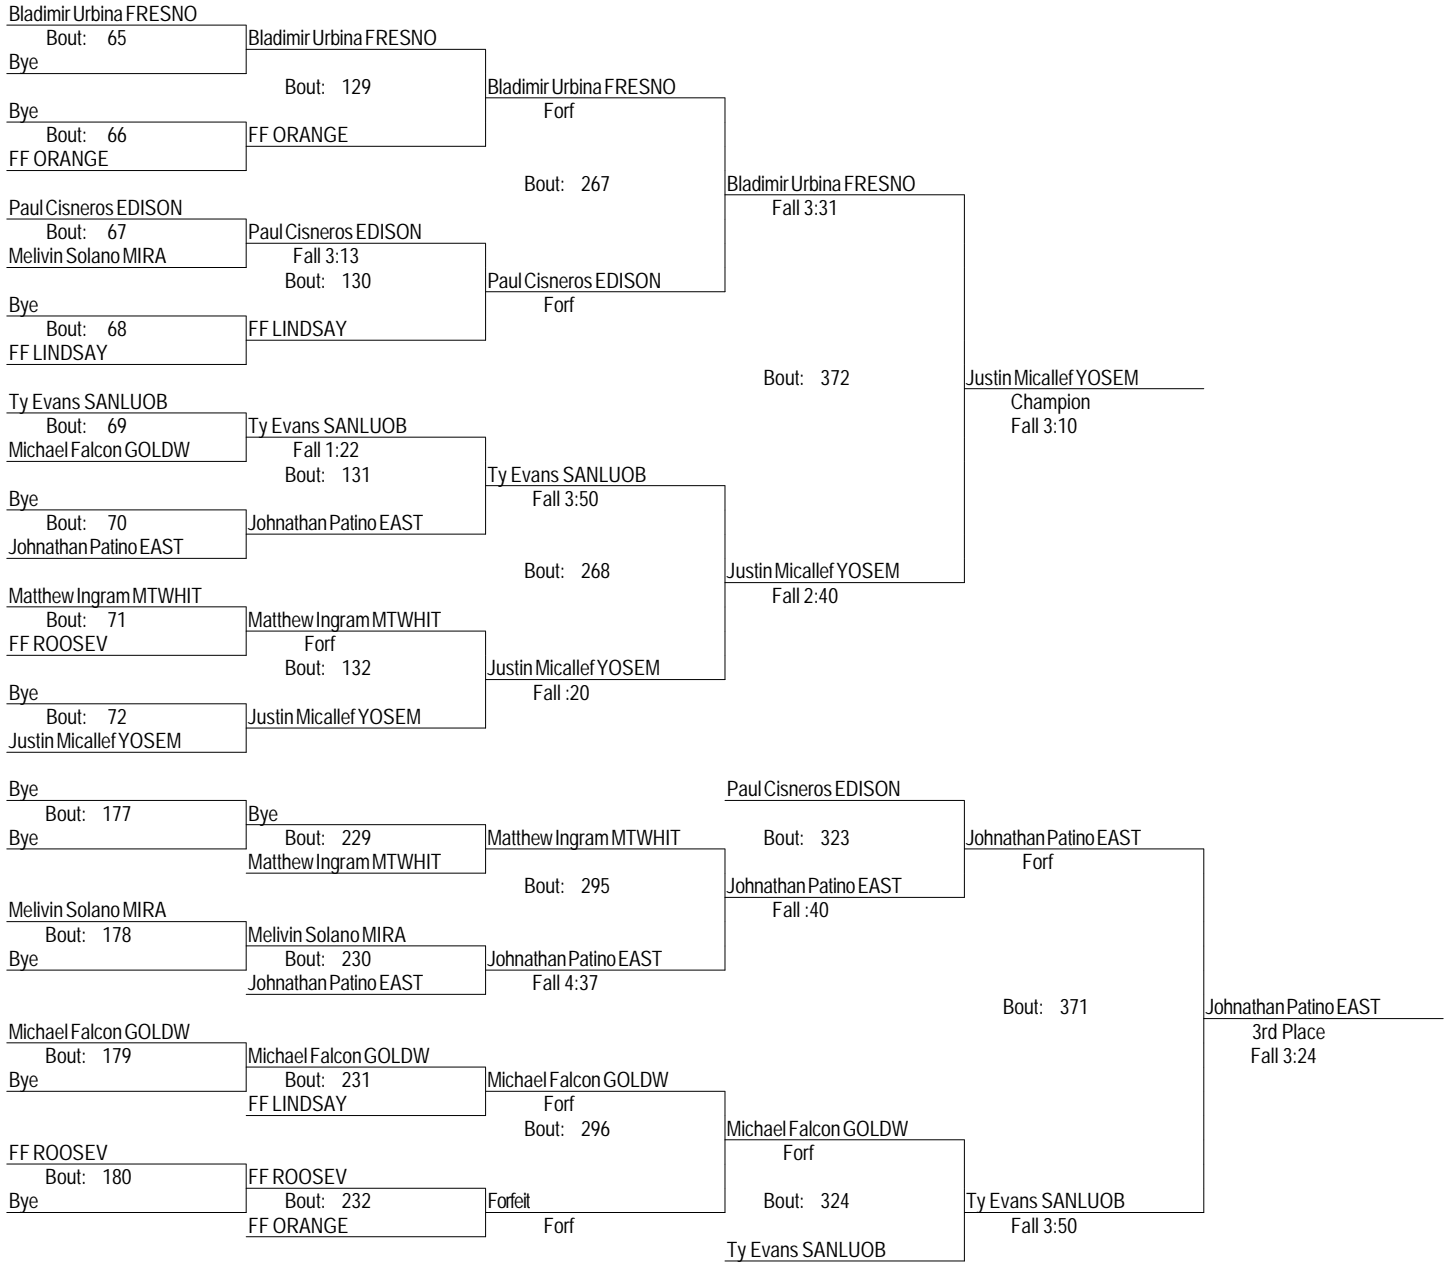 Bladimir Urbina FRESNO
Bout: 65 Bladimir Urbina FRESNO
Bye
Bout: 129 Bladimir Urbina FRESNO
Bye Forf
Bout: 66 FF ORANGE
FF ORANGE
Bout: 267 Bladimir Urbina FRESNO
Paul Cisneros EDISON Fall 3:31
Bout: 67 Paul Cisneros EDISON
Melivin Solano MIRA Fall 3:13
Bout: 130 Paul Cisneros EDISON
Bye Forf
Bout: 68 FF LINDSAY
FF LINDSAY
Bout: 372 Justin Micallef YOSEM
Ty Evans SANLUOB Champion
Bout: 69 Ty Evans SANLUOB Fall 3:10
Michael Falcon GOLDW Fall 1:22
Bout: 131 Ty Evans SANLUOB
Bye Fall 3:50
Bout: 70 Johnathan Patino EAST
Johnathan Patino EAST
Bout: 268 Justin Micallef YOSEM
Matthew Ingram MTWHIT Fall 2:40
Bout: 71 Matthew Ingram MTWHIT
FF ROOSEV Forf
Bout: 132 Justin Micallef YOSEM
Bye Fall :20
Bout: 72 Justin Micallef YOSEM
Justin Micallef YOSEM
Bye Paul Cisneros EDISON
Bout: 177 Bye
Bye Bout: 229 Matthew Ingram MTWHIT Bout: 323 Johnathan Patino EAST
Matthew Ingram MTWHIT Forf
Bout: 295 Johnathan Patino EAST
Melivin Solano MIRA Fall :40
Bout: 178 Melivin Solano MIRA
Bye Bout: 230 Johnathan Patino EAST
Johnathan Patino EAST Fall 4:37
Bout: 371 Johnathan Patino EAST
Michael Falcon GOLDW 3rd Place
Bout: 179 Michael Falcon GOLDW Fall 3:24
Bye Bout: 231 Michael Falcon GOLDW
FF LINDSAY Forf
Bout: 296 Michael Falcon GOLDW
FF ROOSEV Forf
Bout: 180 FF ROOSEV
Bye Bout: 232 Forfeit Bout: 324 Ty Evans SANLUOB
FF ORANGE Forf Fall 3:50
Ty Evans SANLUOB